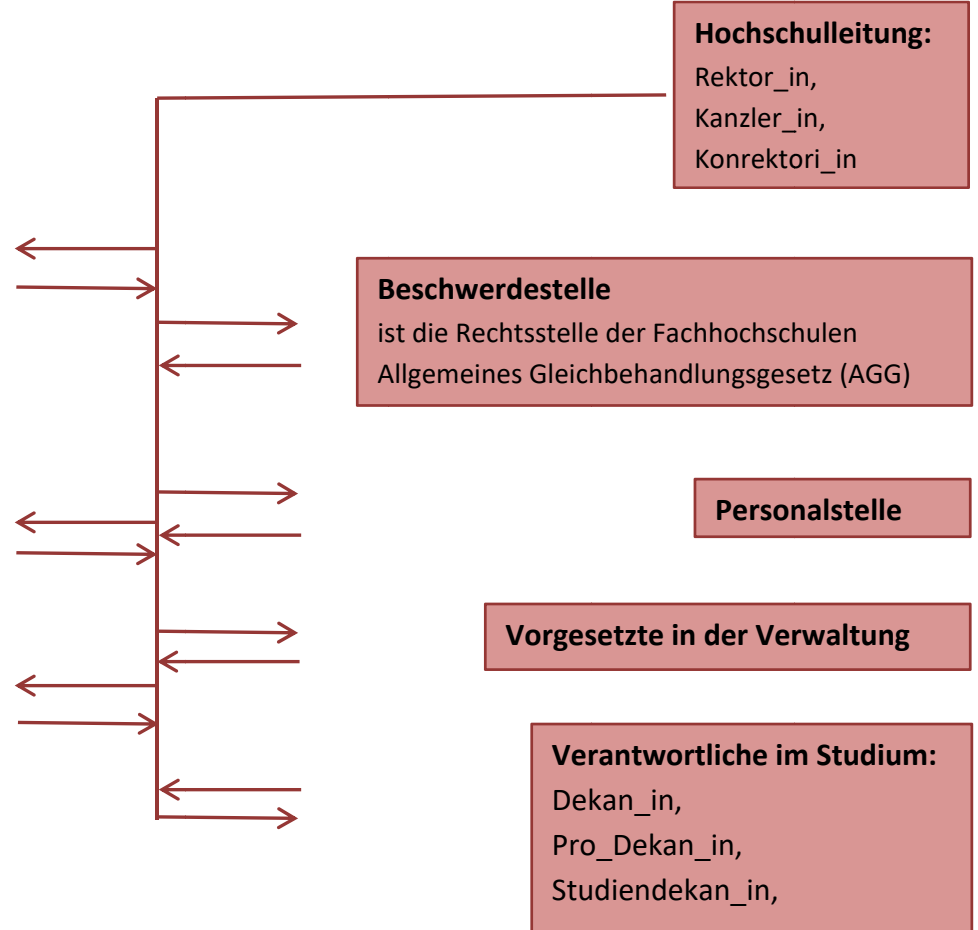 Hochschulleitung:
Rektor_in,
Kanzler_in,
Konrektori_in
Beschwerdestelle
ist die Rechtsstelle der Fachhochschulen
Allgemeines Gleichbehandlungsgesetz (AGG)
Personalstelle
Vorgesetzte in der Verwaltung
Verantwortliche im Studium:
Dekan_in,
Pro_Dekan_in,
Studiendekan_in,